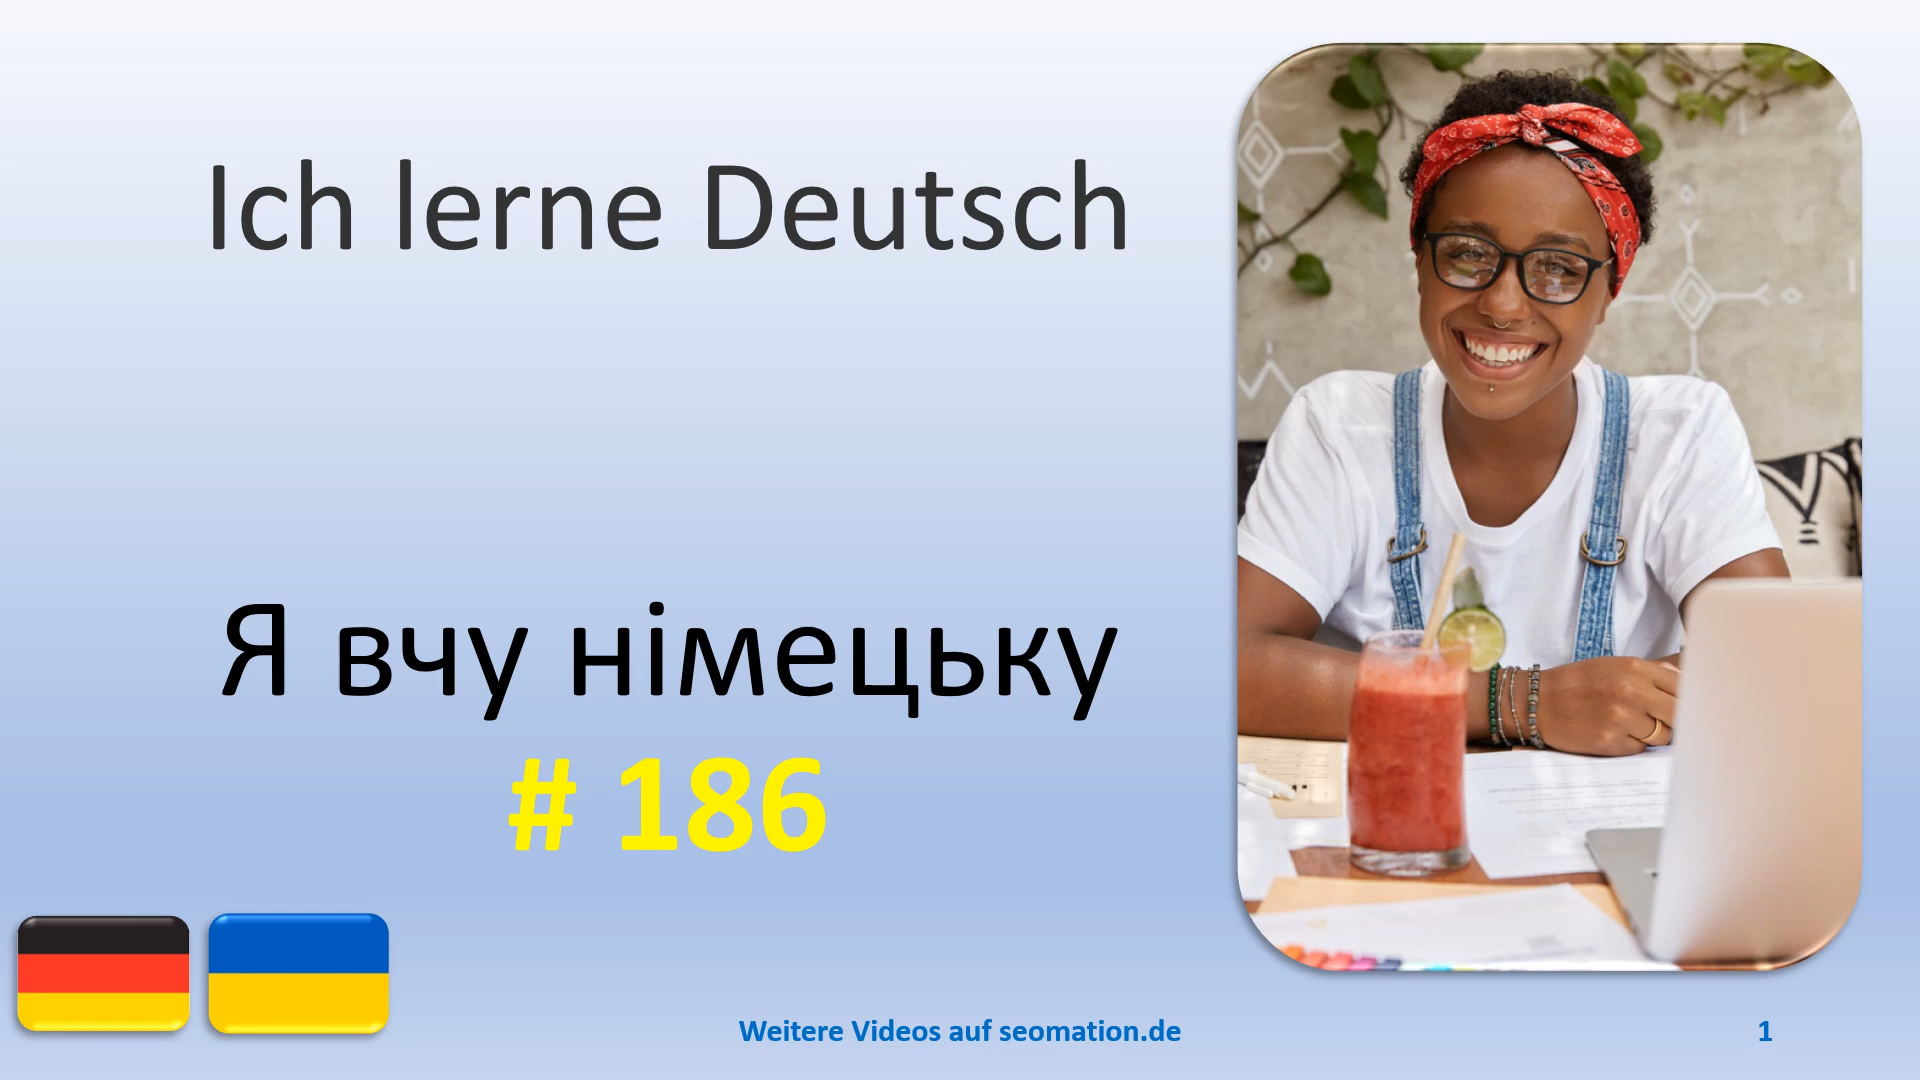 Ich lerne Deutsch
Я вчу німецьку
# 186
Weitere Videos auf seomation.de
1